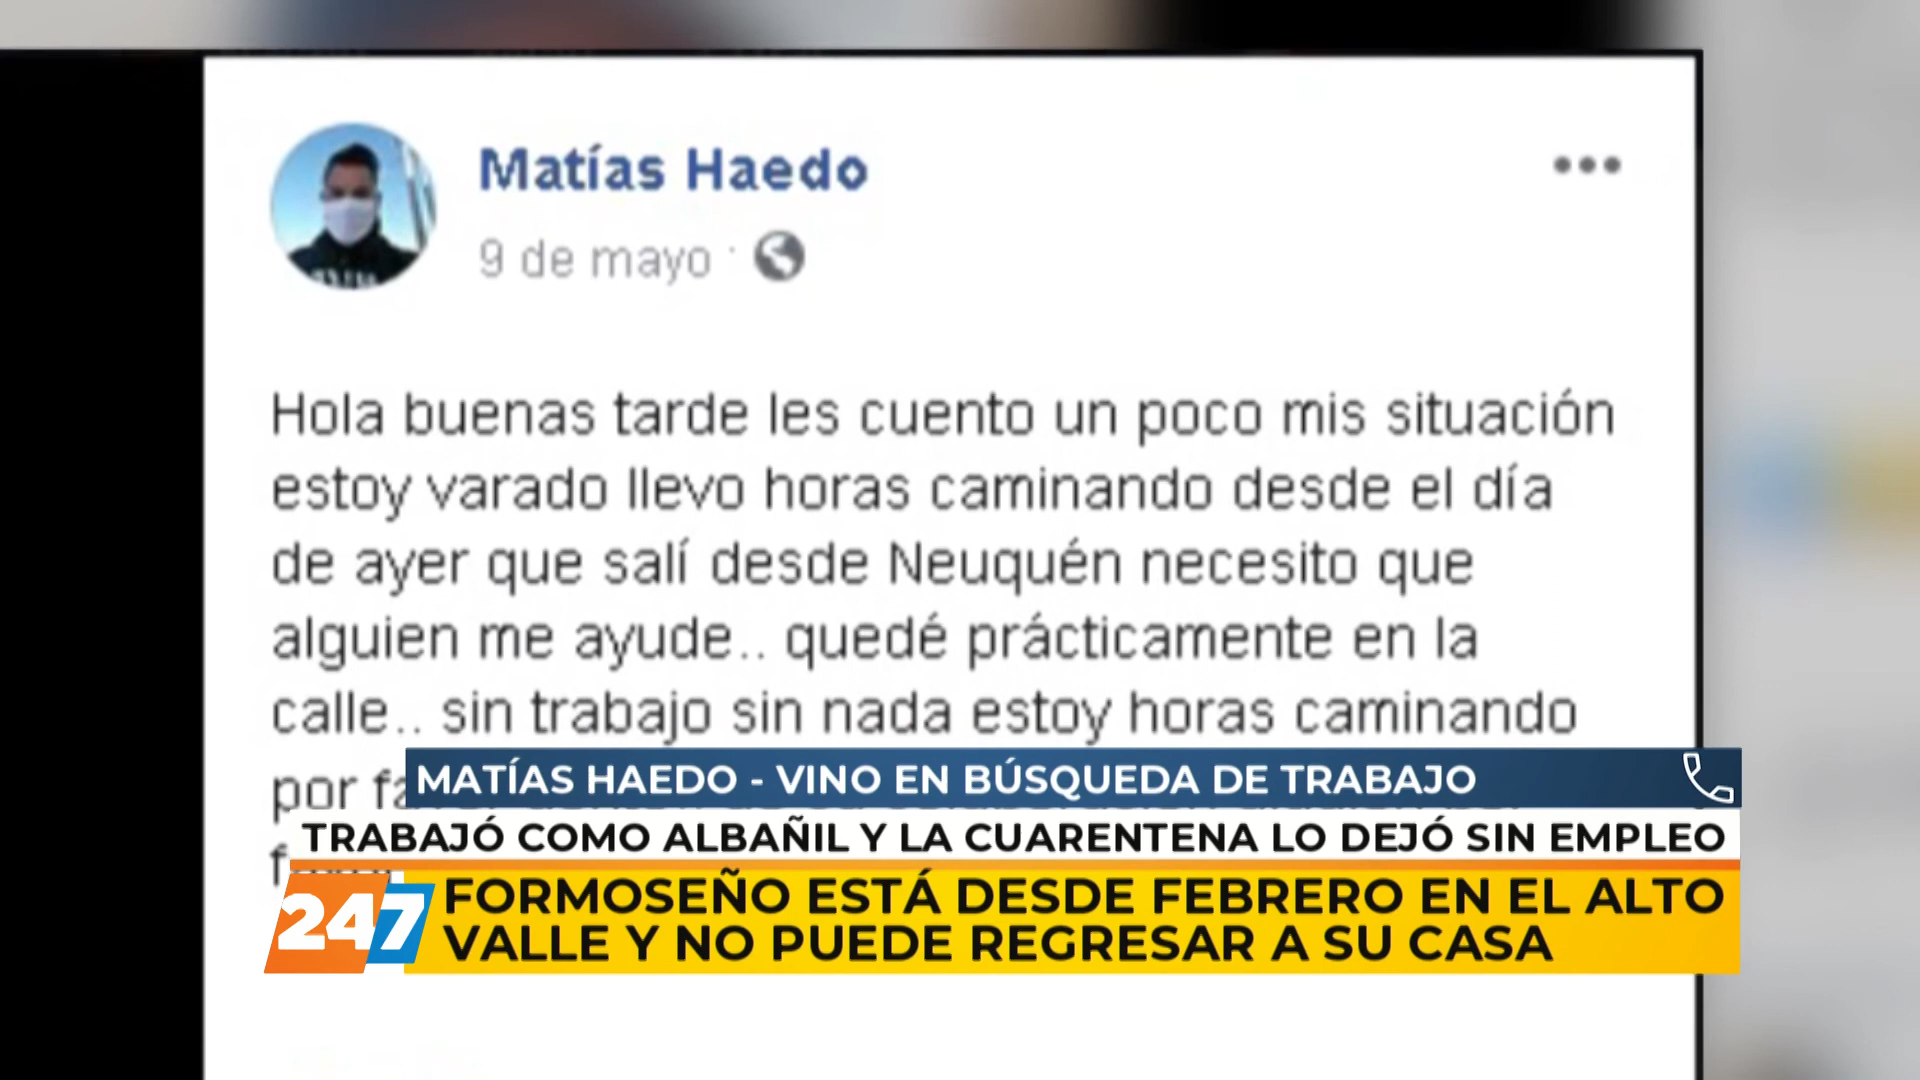 Matías Haedo
9 de mayo ·
Hola buenas tarde les cuento un poco mis situación
estoy varado llevo horas caminando desde el día
de ayer que salí desde Neuquén necesito que
alguien me ayude.. quedé prácticamente en la
calle.. sin trabajo sin nada estoy horas caminando
por
MATÍAS HAEDO - VINO EN BÚSQUEDA DE TRABAJO
TRABAJÓ COMO ALBAÑIL Y LA CUARENTENA LO DEJÓ SIN EMPLEO
247
FORMOSEÑO ESTÁ DESDE FEBRERO EN EL ALTO
VALLE Y NO PUEDE REGRESAR A SU CASA